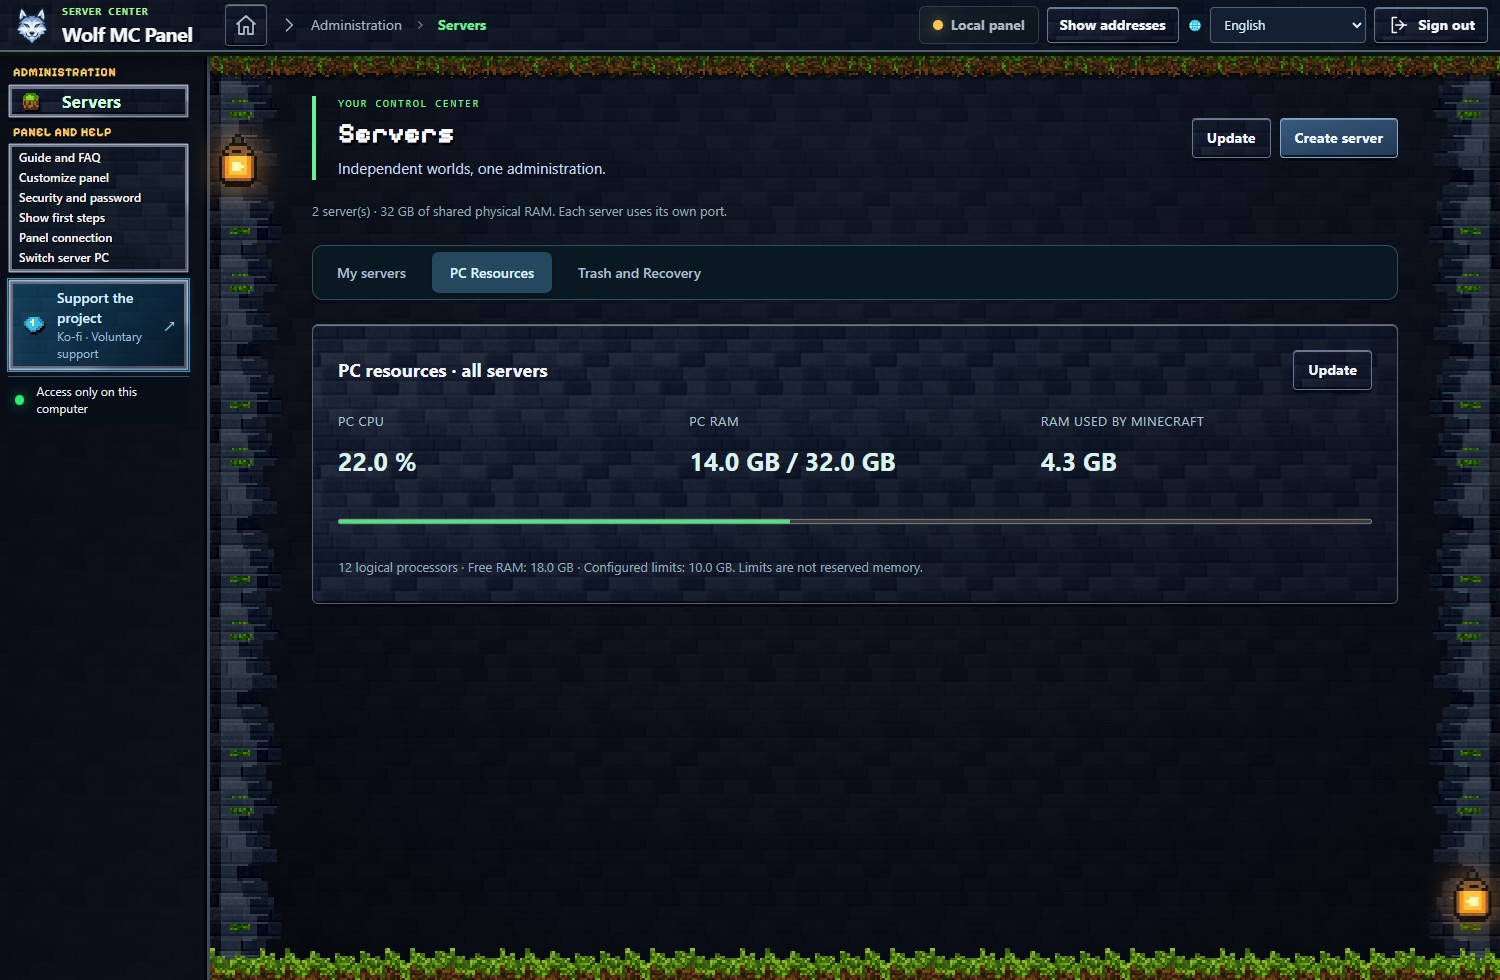 SERVER CENTER
Wolf MC Panel
Administration
Servers
Local panel
Show addresses
English
Sign out
ADMINISTRATION
Servers
PANEL AND HELP
Guide and FAQ
Customize panel
Security and password
Show first steps
Panel connection
Switch server PC
Support the
project
Ko-fi · Voluntary
support
Access only on this
computer
YOUR CONTROL CENTER
Servers
Independent worlds, one administration.
Update
Create server
2 server(s) · 32 GB of shared physical RAM. Each server uses its own port.
My servers
PC Resources
Trash and Recovery
PC resources · all servers
Update
PC CPU
22.0 %
PC RAM
14.0 GB / 32.0 GB
RAM USED BY MINECRAFT
4.3 GB
12 logical processors · Free RAM: 18.0 GB · Configured limits: 10.0 GB. Limits are not reserved memory.